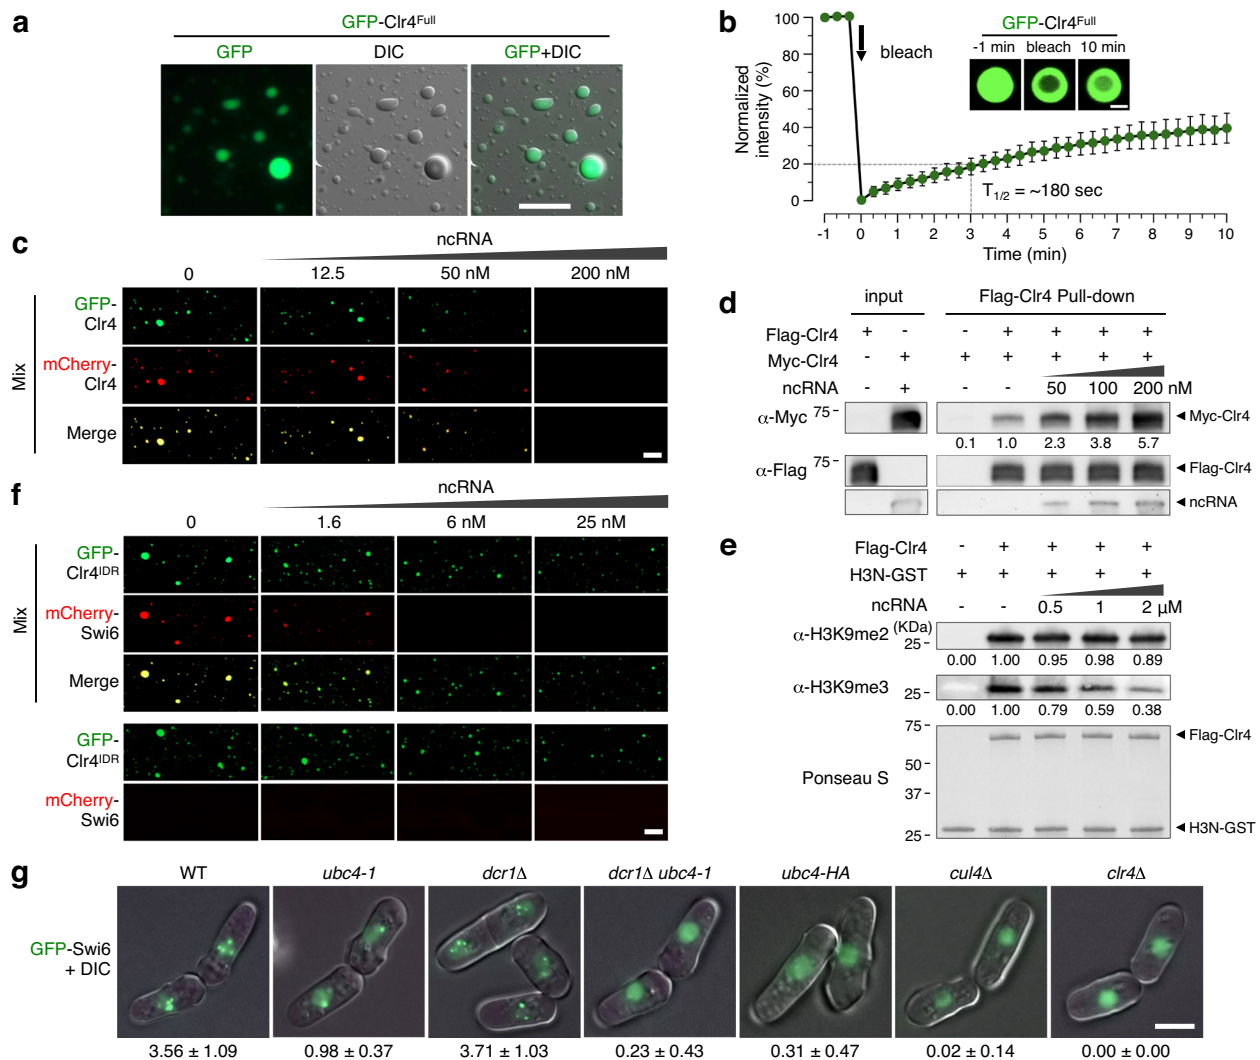 a
GFP-Clr4Full
GFP DIC GFP+DIC
b
Normalized intensity (%)
100
80
60
40
20
0
bleach
GFP-Clr4Full
-1 min bleach 10 min
T1/2 = ~180 sec
-1 0 1 2 3 4 5 6 7 8 9 10
Time (min)
c
ncRNA
0 12.5 50 nM 200 nM
Mix
GFP-
Clr4
mCherry-
Clr4
Merge
d
input Flag-Clr4 Pull-down
Flag-Clr4 + - - + + + +
Myc-Clr4 - + + + + + +
ncRNA - + - - 50 100 200 nM
α-Myc 75 75 Myc-Clr4
0.1 1.0 2.3 3.8 5.7
α-Flag 75 75 Flag-Clr4
ncRNA
e
Flag-Clr4 - + + + +
H3N-GST + + + + +
ncRNA - - 0.5 1 2 μM
(KDa)
α-H3K9me2 25
0.00 1.00 0.95 0.98 0.89
α-H3K9me3 25
0.00 1.00 0.79 0.59 0.38
75 Flag-Clr4
50
Ponseau S
37
25 H3N-GST
f
ncRNA
0 1.6 6 nM 25 nM
Mix
GFP-
Clr4IDR
mCherry-
Swi6
Merge
GFP-
Clr4IDR
mCherry-
Swi6
g
WT ubc4-1 dcr1Δ dcr1Δ ubc4-1 ubc4-HA cul4Δ clr4Δ
GFP-Swi6
+ DIC
3.56 ± 1.09 0.98 ± 0.37 3.71 ± 1.03 0.23 ± 0.43 0.31 ± 0.47 0.02 ± 0.14 0.00 ± 0.00